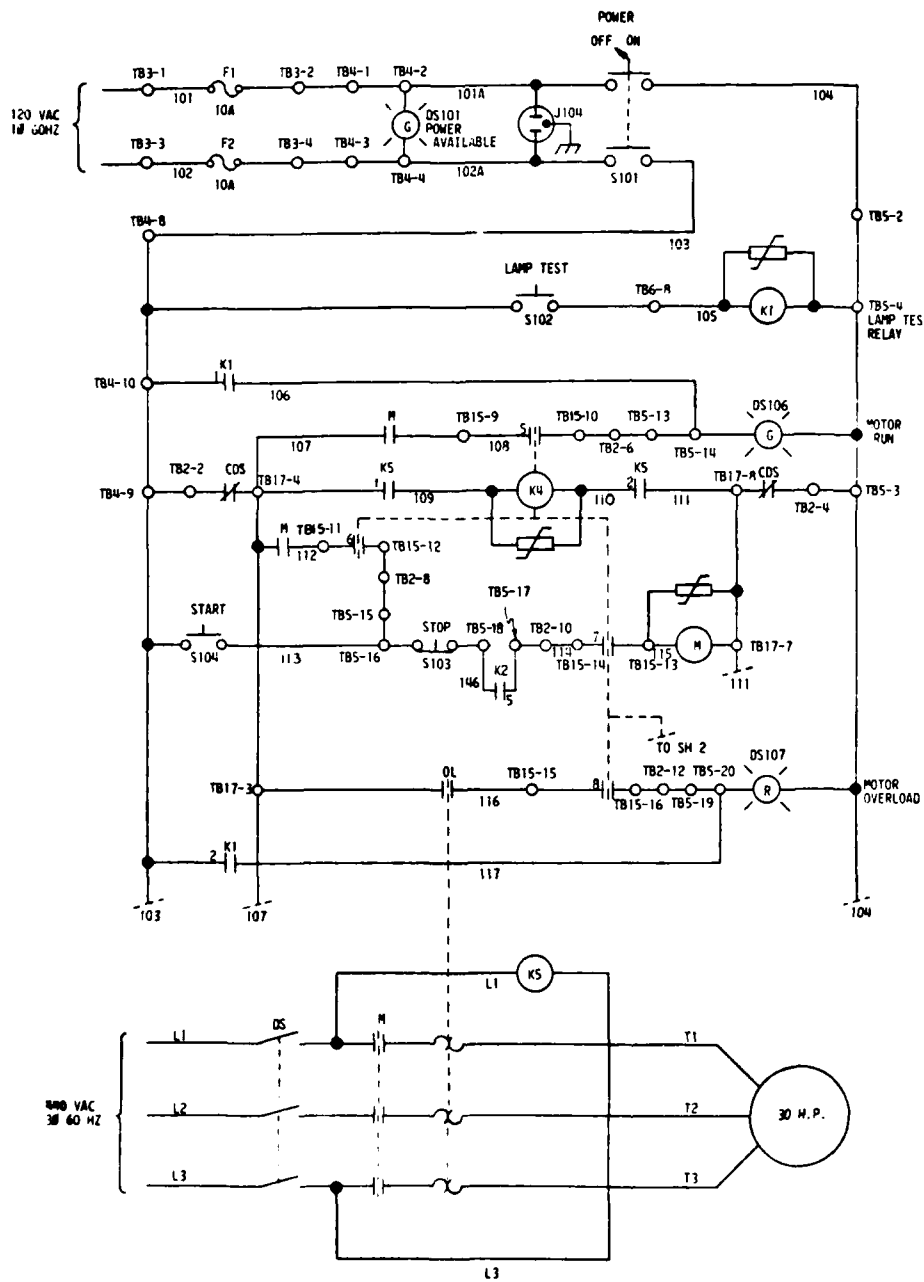 POWER
OFF ON
TB3-1 F1 TB3-2 TB4-1 TB4-2
101 10A 101A 104
120 VAC
DS101
G POWER
AVAILABLE
J104
TB3-3 F2 TB3-4 TB4-3
102 10A TB4-4 102A S101
TB4-8
TB5-2
103
LAMP TEST
TB6-8
S102 105 K1 TB5-4
LAMP TES
RELAY
TB4-10 1 K1
106
DS106
107 M TB15-9 108 5 TB15-10 TB5-13 G MOTOR
RUN
TB2-6 TB5-14
TB4-9 TB2-2 CDS TB17-4 1 K5 109 K4 110 2 K5 111 TB17-8 CDS TB2-4 TB5-3
M TB15-11 6 TB15-12
112
TB2-8
TB5-17
TB5-15
START
STOP TB5-18 TB2-10 7
S104 113 TB5-16 S103 114 TB15-14 TB15-13 M TB17-7
146 K2 5
111
TO SH 2
DS107
TB17-3 OL 116 TB15-15 8 TB2-12 TB5-20 R MOTOR
OVERLOAD
TB15-16 TB5-19
2 K1
117
103 107 104
L1 K5
DS M
L1 T1
VAC
60 HZ
L2 T2 30 H.P.
L3 T3
L3